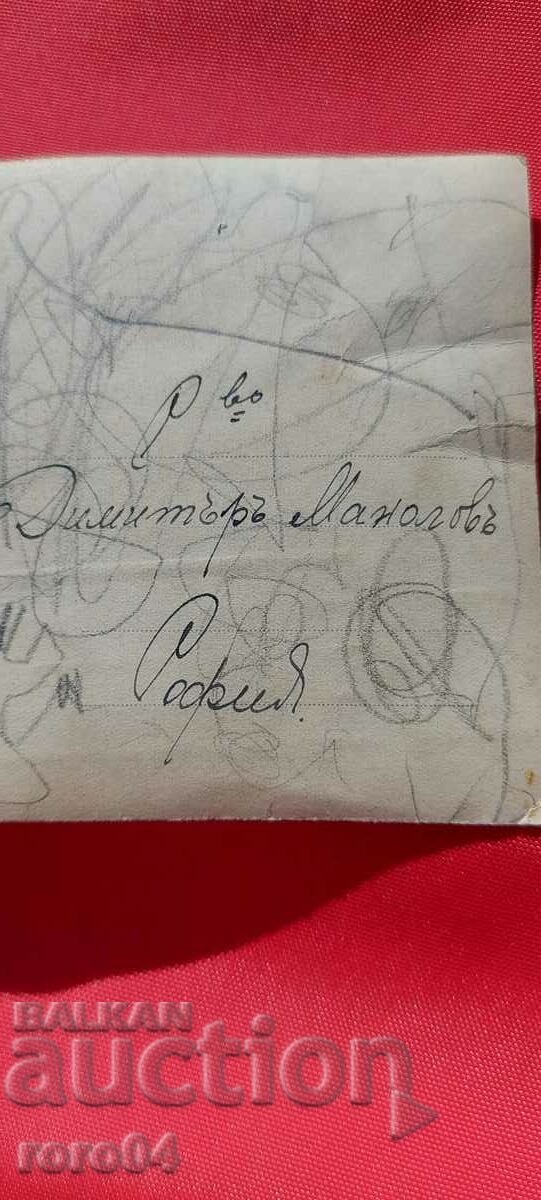 С во
Димитъръ Маноловъ
София.
BALKAN
auction
roro04